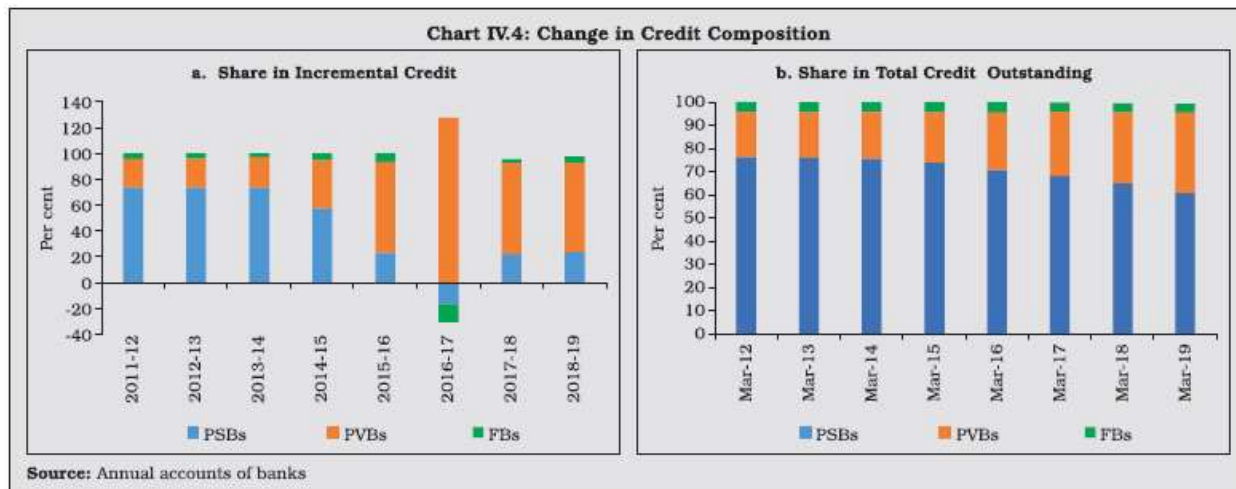 Chart IV.4: Change in Credit Composition
a. Share in Incremental Credit
Per cent
140
120
100
80
60
40
20
0
-20
-40
2011-12
2012-13
2013-14
2014-15
2015-16
2016-17
2017-18
2018-19
PSBs PVBs FBs
b. Share in Total Credit Outstanding
Per cent
100
90
80
70
60
50
40
30
20
10
0
Mar-12
Mar-13
Mar-14
Mar-15
Mar-16
Mar-17
Mar-18
Mar-19
PSBs PVBs FBs
Source: Annual accounts of banks